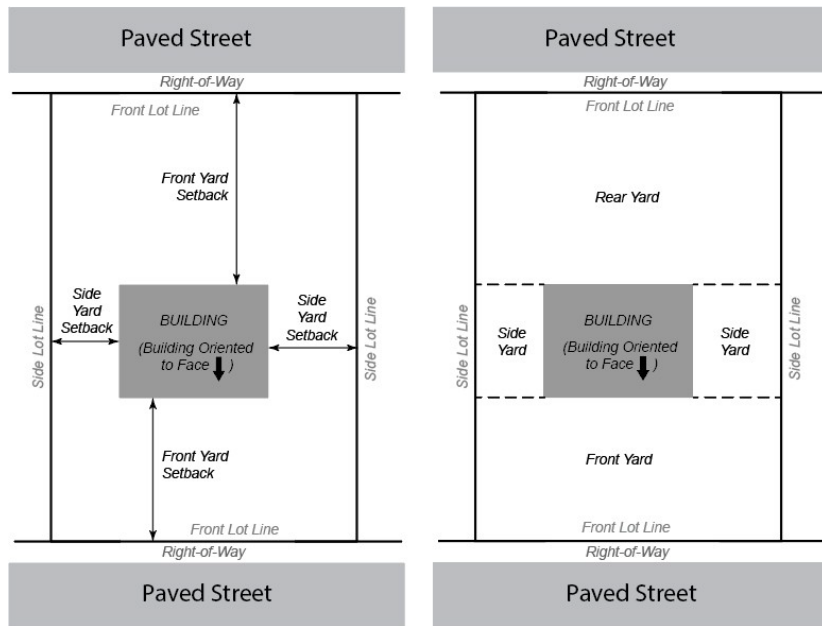 Paved Street
Right-of-Way
Front Lot Line
Front Yard
Setback
Side Lot Line
Side
Yard
Setback
BUILDING
(Building Oriented
to Face )
Side
Yard
Setback
Side Lot Line
Front Yard
Setback
Front Lot Line
Right-of-Way
Paved Street
Paved Street
Right-of-Way
Front Lot Line
Rear Yard
Side Lot Line
Side
Yard
BUILDING
(Building Oriented
to Face )
Side
Yard
Side Lot Line
Front Yard
Front Lot Line
Right-of-Way
Paved Street